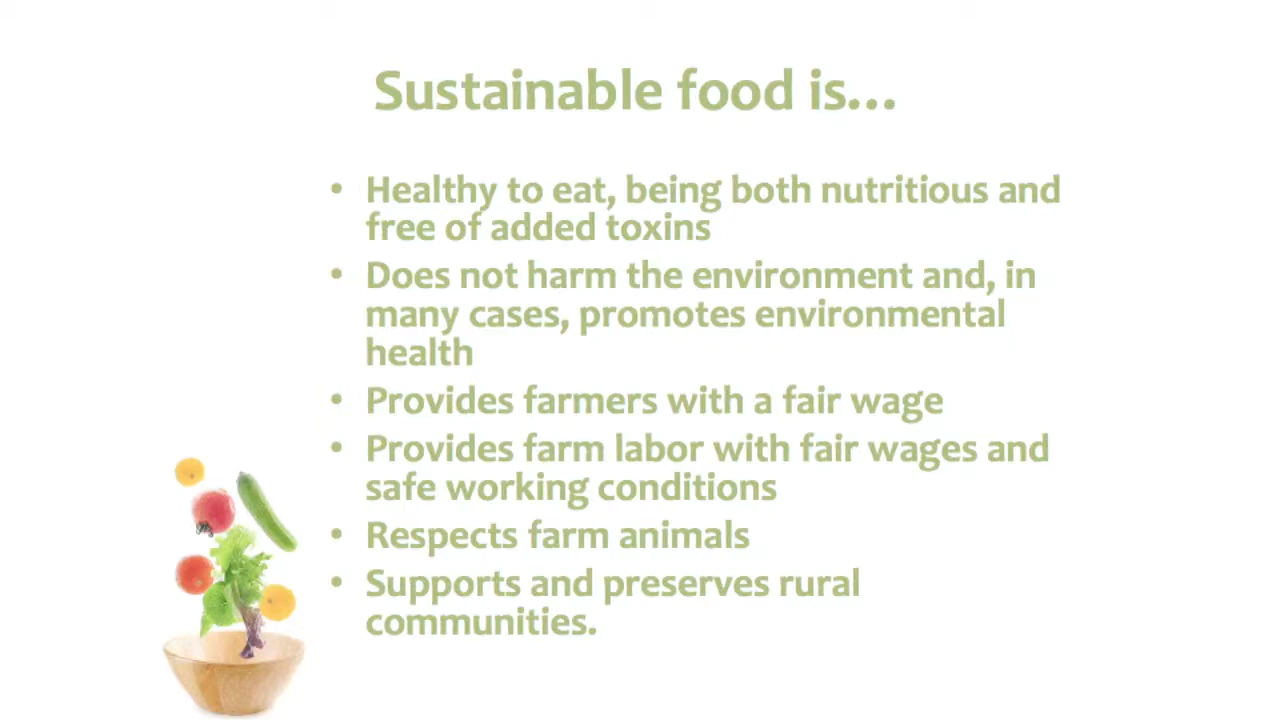 Sustainable food is...
• Healthy to eat, being both nutritious and
free of added toxins
• Does not harm the environment and, in
many cases, promotes environmental
health
• Provides farmers with a fair wage
• Provides farm labor with fair wages and
safe working conditions
• Respects farm animals
• Supports and preserves rural
communities.